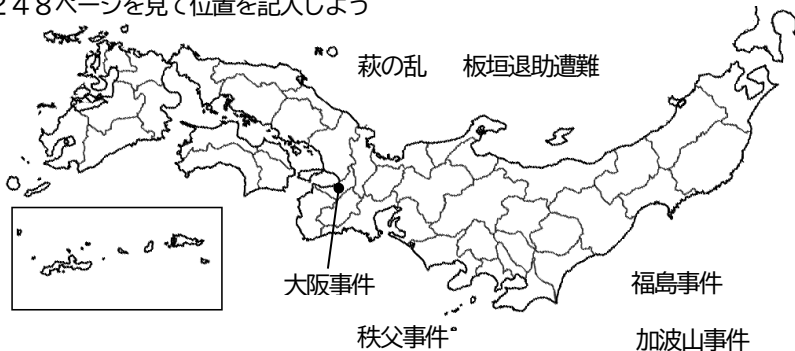 ２４８ページを見て位置を記入しよう
萩の乱　板垣退助遭難
大阪事件
福島事件
秩父事件
加波山事件